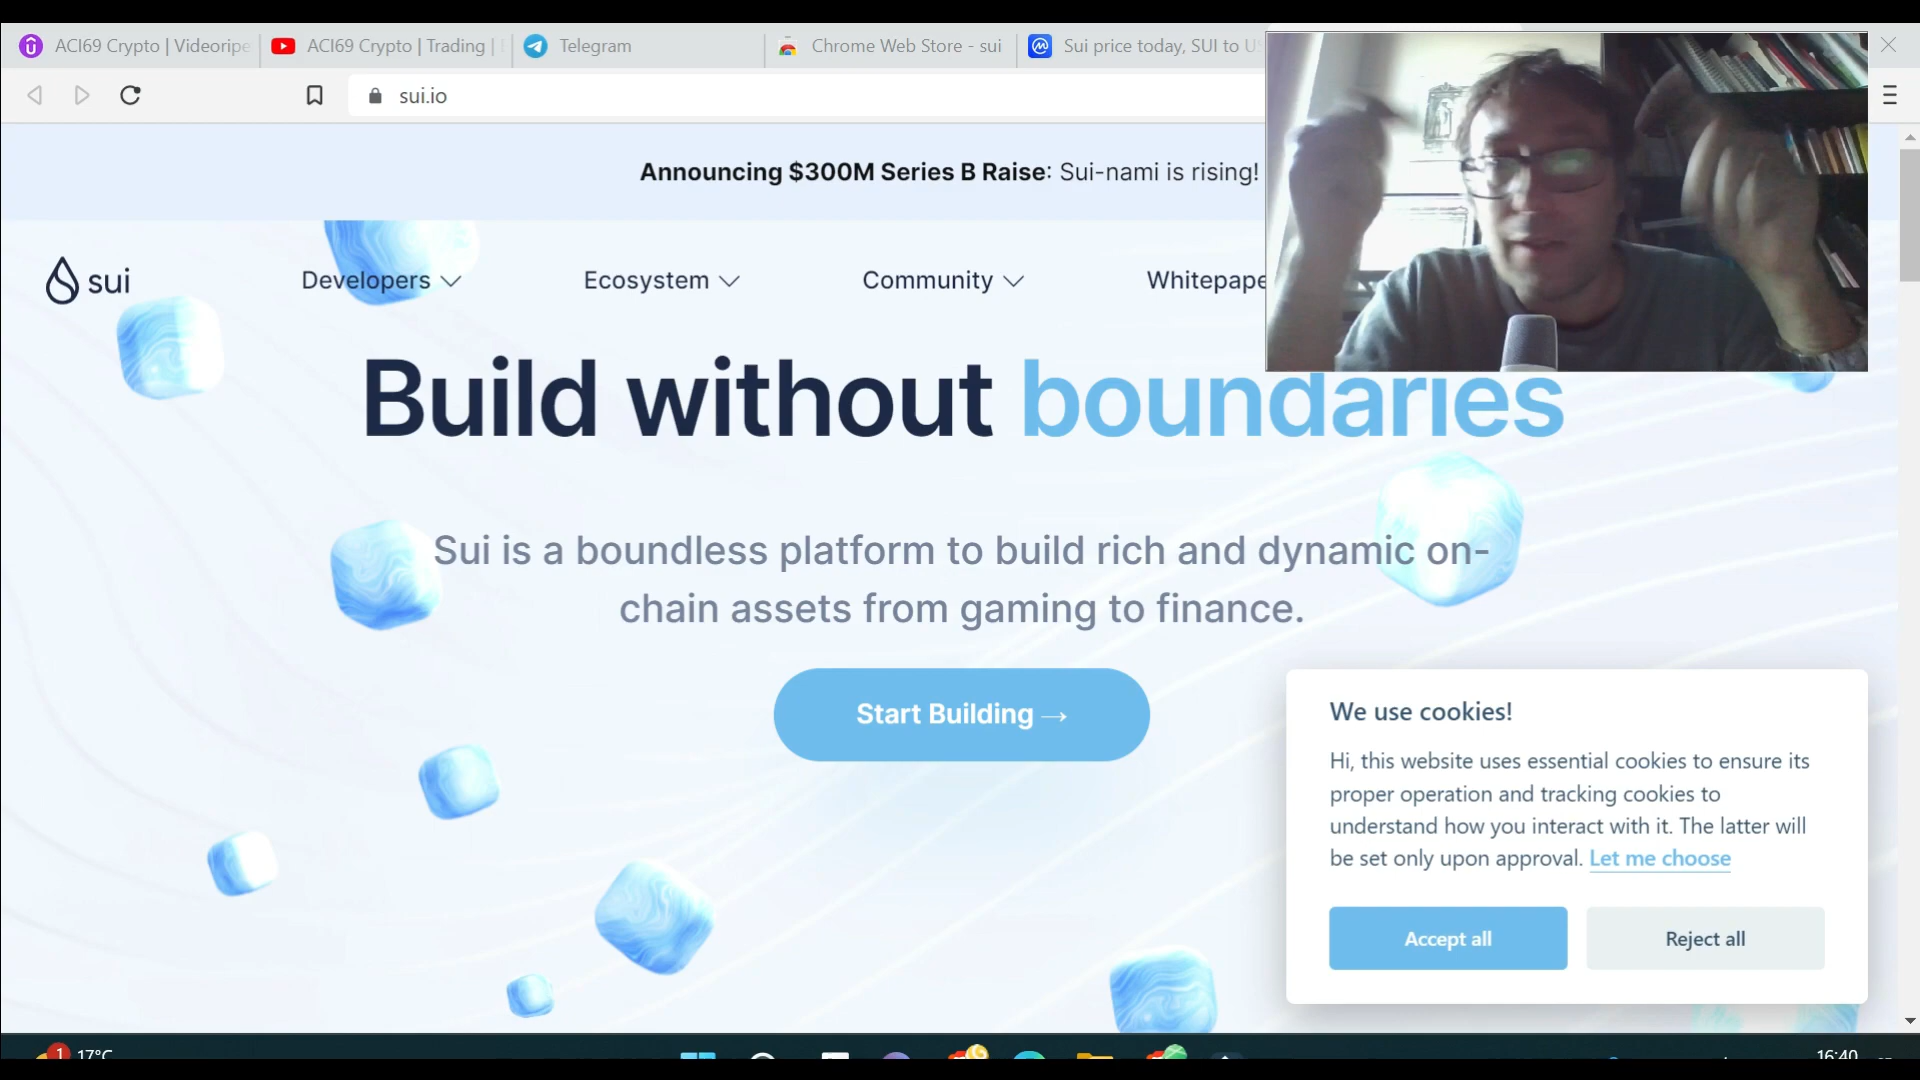 ACI69 Crypto | Videoripe
ACI69 Crypto | Trading |
Telegram
Chrome Web Store - sui
Sui price today, SUI to U
sui.io
Announcing $300M Series B Raise: Sui-nami is rising!
sui
Developers
Ecosystem
Community
Whitepape
Build without boundaries
Sui is a boundless platform to build rich and dynamic on-
chain assets from gaming to finance.
Start Building →
We use cookies!
Hi, this website uses essential cookies to ensure its
proper operation and tracking cookies to
understand how you interact with it. The latter will
be set only upon approval. Let me choose
Accept all
Reject all
1
17°C
16:40